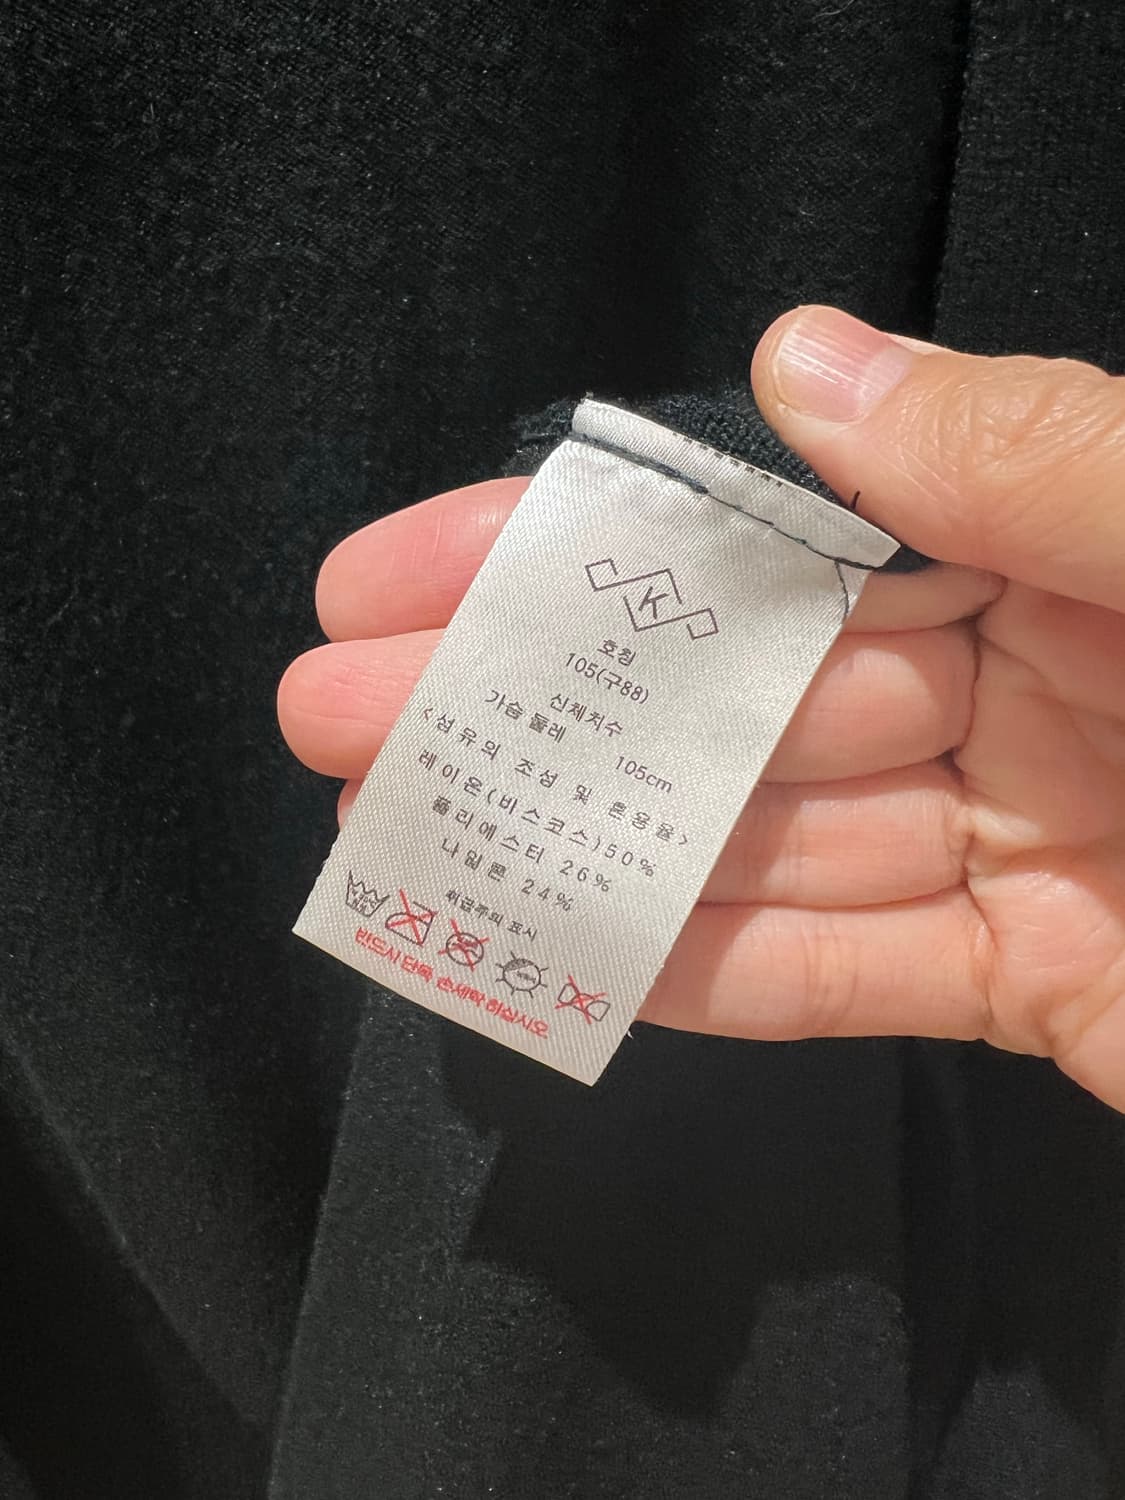 K
호칭
105(구88)
신체치수
가슴 둘레 105cm
<섬유의 조성 및 혼용율>
레이온(비스코스)50%
폴리에스터 26%
나일론 24%
취급주의 표시
반드시 단독 손세탁 하십시오